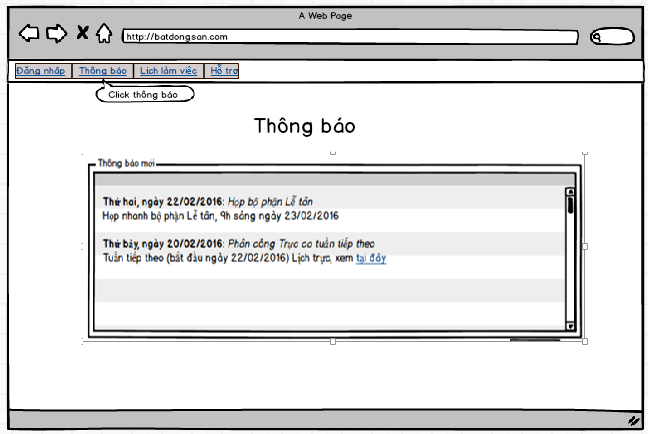 A Web Page
http://batdongsan.com
Đăng nhập Thông báo Lịch làm việc Hỗ trợ
Click thông báo
Thông báo
Thông báo mới
Thứ hai, ngày 22/02/2016: Họp bộ phận Lễ tân
Họp nhanh bộ phận Lễ tân, 9h sáng ngày 23/02/2016
Thứ bảy, ngày 20/02/2016: Phân công Trực ca tuần tiếp theo
Tuần tiếp theo (bắt đầu ngày 22/02/2016) Lịch trực, xem tại đây